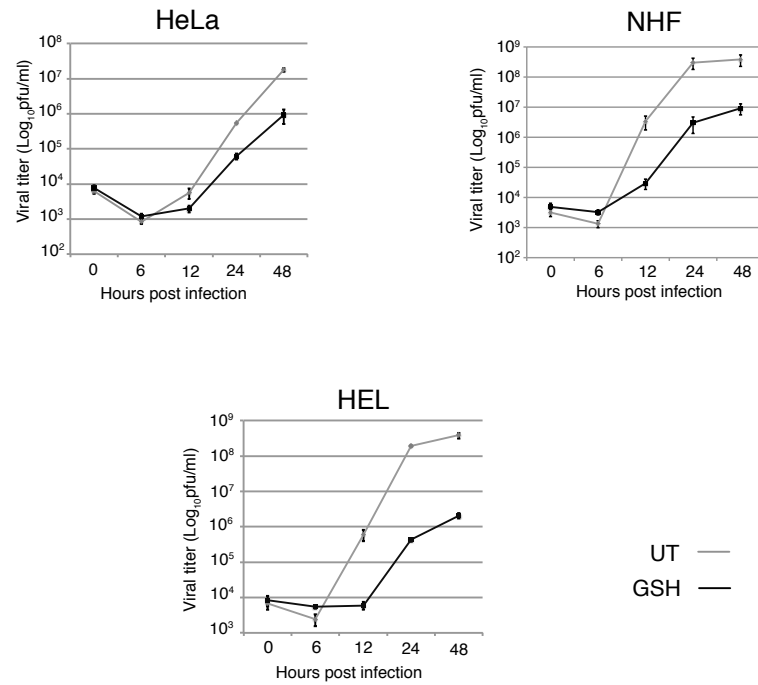 HeLa
Viral titer (Log₁₀pfu/ml)
10⁸
10⁷
10⁶
10⁵
10⁴
10³
10²
0 6 12 24 48
Hours post infection
NHF
Viral titer (Log₁₀pfu/ml)
10⁹
10⁸
10⁷
10⁶
10⁵
10⁴
10³
10²
0 6 12 24 48
Hours post infection
HEL
Viral titer (Log₁₀pfu/ml)
10⁹
10⁸
10⁷
10⁶
10⁵
10⁴
10³
0 6 12 24 48
Hours post infection
UT
GSH